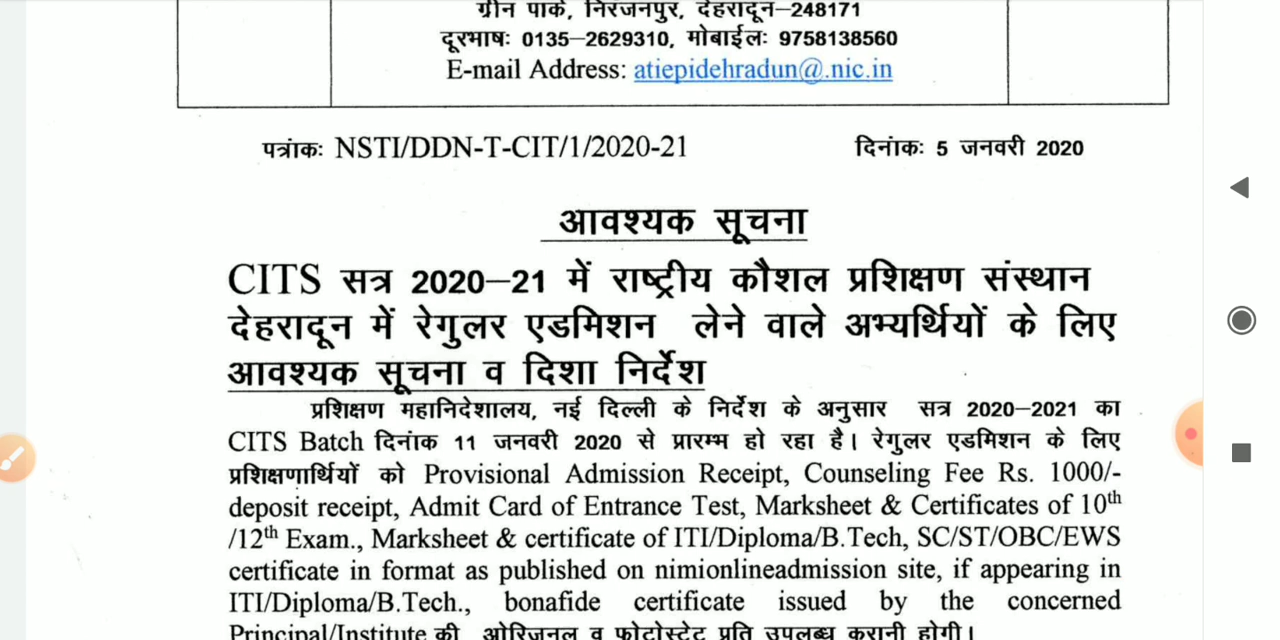 ग्रीन पार्क, निरंजनपुर, देहरादून–248171
दूरभाषः 0135–2629310, मोबाईलः 9758138560
E-mail Address: atiepidehradun@.nic.in
पत्रांकः NSTI/DDN-T-CIT/1/2020-21 दिनांकः 5 जनवरी 2020
आवश्यक सूचना
CITS सत्र 2020–21 में राष्ट्रीय कौशल प्रशिक्षण संस्थान
देहरादून में रेगुलर एडमिशन लेने वाले अभ्यर्थियों के लिए
आवश्यक सूचना व दिशा निर्देश
प्रशिक्षण महानिदेशालय, नई दिल्ली के निर्देश के अनुसार सत्र 2020–2021 का
CITS Batch दिनांक 11 जनवरी 2020 से प्रारम्भ हो रहा है। रेगुलर एडमिशन के लिए
प्रशिक्षणार्थियों को Provisional Admission Receipt, Counseling Fee Rs. 1000/-
deposit receipt, Admit Card of Entrance Test, Marksheet & Certificates of 10th
/12th Exam., Marksheet & certificate of ITI/Diploma/B.Tech, SC/ST/OBC/EWS
certificate in format as published on nimionlineadmission site, if appearing in
ITI/Diploma/B.Tech., bonafide certificate issued by the concerned
Principal/Institute की ओरिजनल व फोटोस्टेट प्रति उपलब्ध करानी होगी।